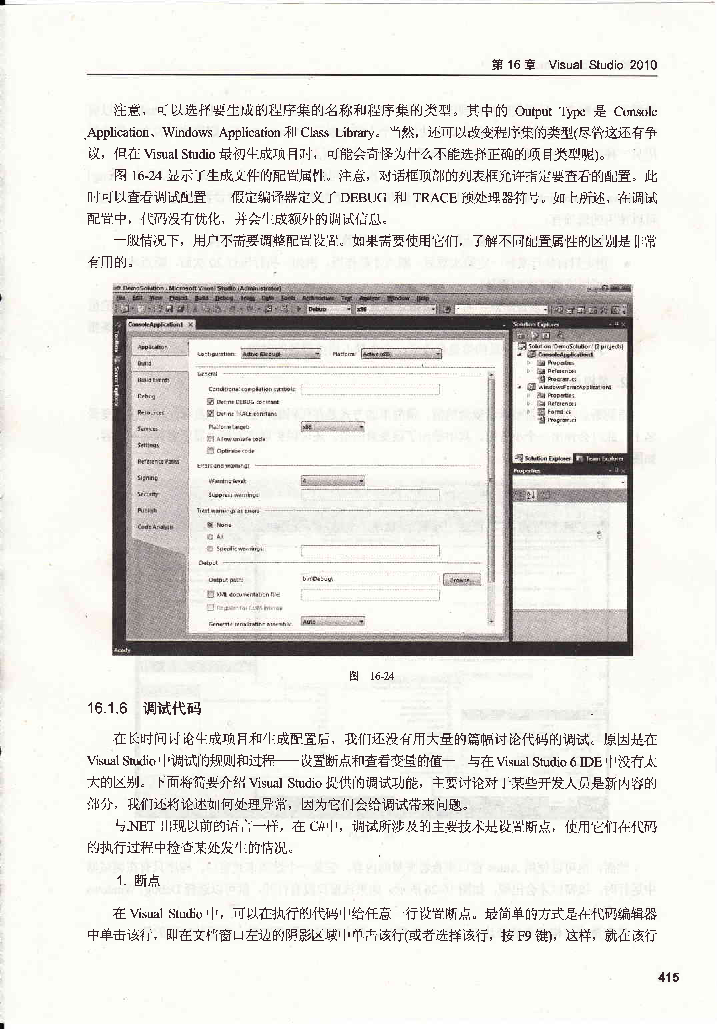 第 16 章 Visual Studio 2010
注意，可以选择要生成的程序集的名称和程序集的类型。其中的 Output Type 是 Console
Application、Windows Application 和 Class Library。当然，还可以改变程序集的类型(尽管这还有争
议，但在 Visual Studio 最初生成项目时，可能会奇怪为什么不能选择正确的项目类型呢)。
图 16-24 显示了生成文件的配置属性。注意，对话框顶部的列表框允许指定要查看的配置。此
时可以查看调试配置——假定编译器定义了 DEBUG 和 TRACE 预处理器符号。如上所述，在调试
配置中，代码没有优化，并会生成额外的调试信息。
一般情况下，用户不需要调整配置设置。如果需要使用它们，了解不同配置属性的区别是非常
有用的。
DemoSolution - Microsoft Visual Studio (Administrator)
File Edit View Project Build Debug Team Data Tools Architecture Test Analyze Window Help
Debug x86
ConsoleApplication1 X
Application
Build
Build Events
Debug
Resources
Services
Settings
Reference Paths
Signing
Security
Publish
Code Analysis
Configuration: Active (Debug) Platform: Active (x86)
General
Conditional compilation symbols:
Define DEBUG constant
Define TRACE constant
Platform target: x86
Allow unsafe code
Optimize code
Errors and warnings
Warning level: 4
Suppress warnings:
Treat warnings as errors
None
All
Specific warnings:
Output
Output path: bin\Debug\ Browse...
XML documentation file:
Register for COM interop
Generate serialization assembly: Auto
Solution Explorer
Solution 'DemoSolution' (2 projects)
ConsoleApplication1
Properties
References
Program.cs
WindowsFormsApplication1
Properties
References
Form1.cs
Program.cs
Solution Explorer Team Explorer
Properties
Ready
图 16-24
16.1.6 调试代码
在长时间讨论生成项目和生成配置后，我们还没有用大量的篇幅讨论代码的调试。原因是在
Visual Studio 中调试的规则和过程——设置断点和查看变量的值——与在 Visual Studio 6 IDE 中没有太
大的区别。下面将简要介绍 Visual Studio 提供的调试功能，主要讨论对于某些开发人员是新内容的
部分，我们还将论述如何处理异常，因为它们会给调试带来问题。
与.NET 出现以前的语言一样，在 C#中，调试所涉及的主要技术是设置断点，使用它们在代码
的执行过程中检查某处发生的情况。
1. 断点
在 Visual Studio 中，可以在执行的代码中给任意一行设置断点。最简单的方式是在代码编辑器
中单击该行，即在文档窗口左边的阴影区域中单击该行(或者选择该行，按 F9 键)，这样，就在该行
415